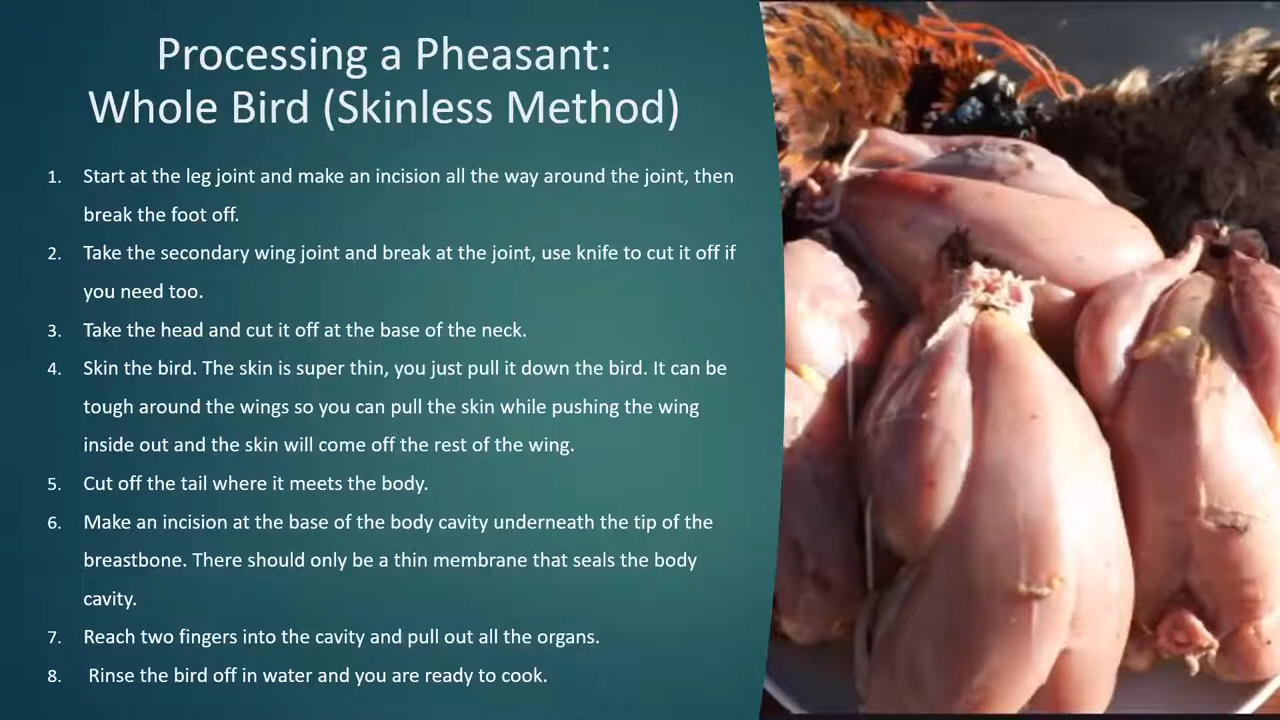 Processing a Pheasant:
Whole Bird (Skinless Method)
1. Start at the leg joint and make an incision all the way around the joint, then
break the foot off.
2. Take the secondary wing joint and break at the joint, use knife to cut it off if
you need too.
3. Take the head and cut it off at the base of the neck.
4. Skin the bird. The skin is super thin, you just pull it down the bird. It can be
tough around the wings so you can pull the skin while pushing the wing
inside out and the skin will come off the rest of the wing.
5. Cut off the tail where it meets the body.
6. Make an incision at the base of the body cavity underneath the tip of the
breastbone. There should only be a thin membrane that seals the body
cavity.
7. Reach two fingers into the cavity and pull out all the organs.
8. Rinse the bird off in water and you are ready to cook.